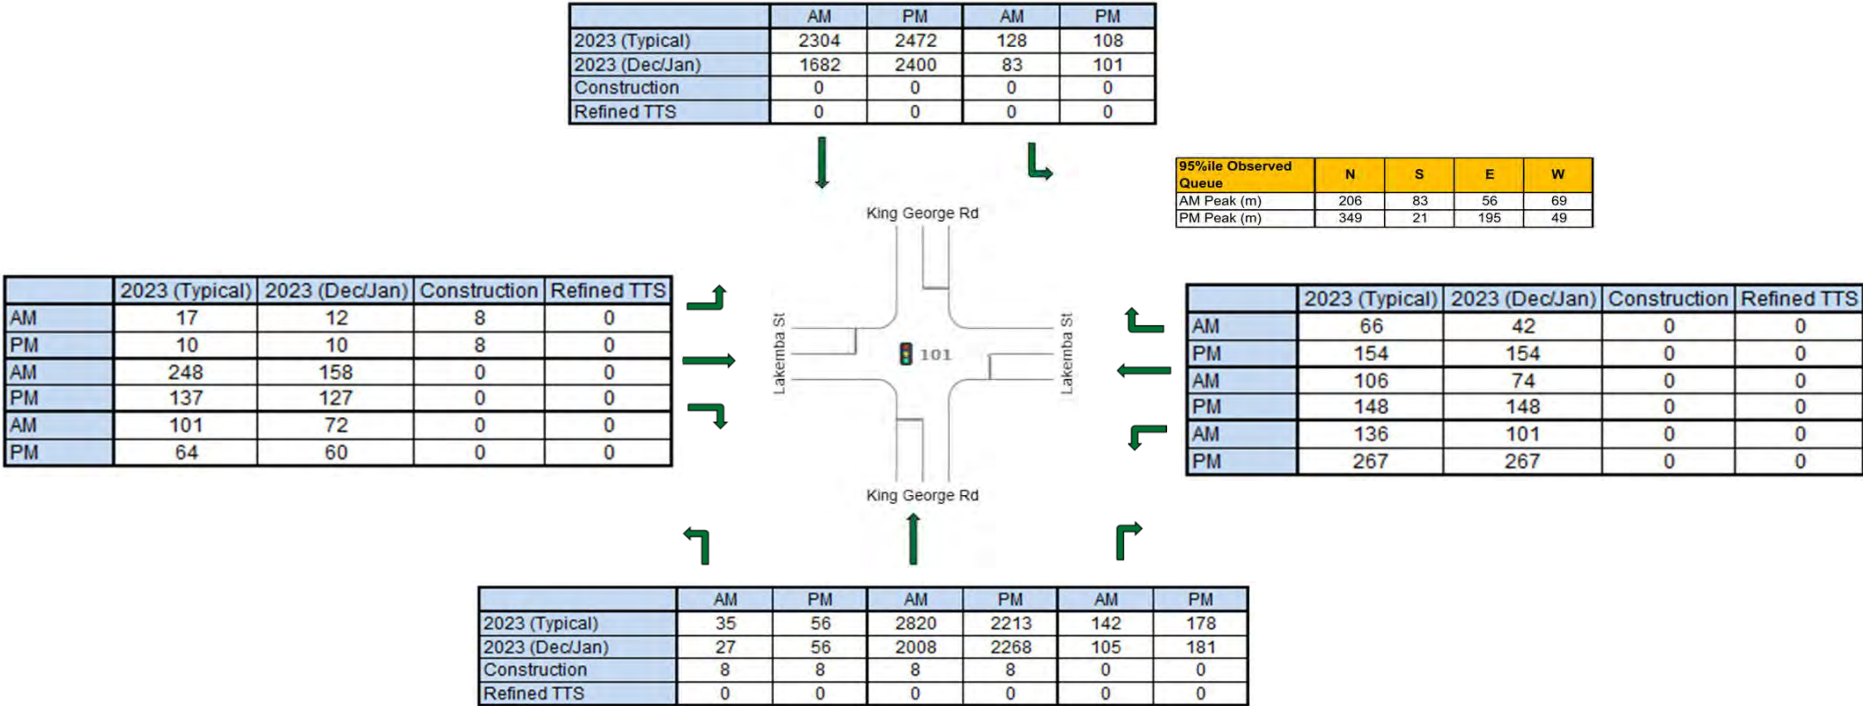 AM PM AM PM
2023 (Typical) 2304 2472 128 108
2023 (Dec/Jan) 1682 2400 83 101
Construction 0 0 0 0
Refined TTS 0 0 0 0
95%ile Observed
Queue N S E W
AM Peak (m) 206 83 56 69
PM Peak (m) 349 21 195 49
King George Rd
2023 (Typical) 2023 (Dec/Jan) Construction Refined TTS
AM 17 12 8 0
PM 10 10 8 0
AM 248 158 0 0
PM 137 127 0 0
AM 101 72 0 0
PM 64 60 0 0
Lakemba St
101
Lakemba St
2023 (Typical) 2023 (Dec/Jan) Construction Refined TTS
AM 66 42 0 0
PM 154 154 0 0
AM 106 74 0 0
PM 148 148 0 0
AM 136 101 0 0
PM 267 267 0 0
King George Rd
AM PM AM PM AM PM
2023 (Typical) 35 56 2820 2213 142 178
2023 (Dec/Jan) 27 56 2008 2268 105 181
Construction 8 8 8 8 0 0
Refined TTS 0 0 0 0 0 0